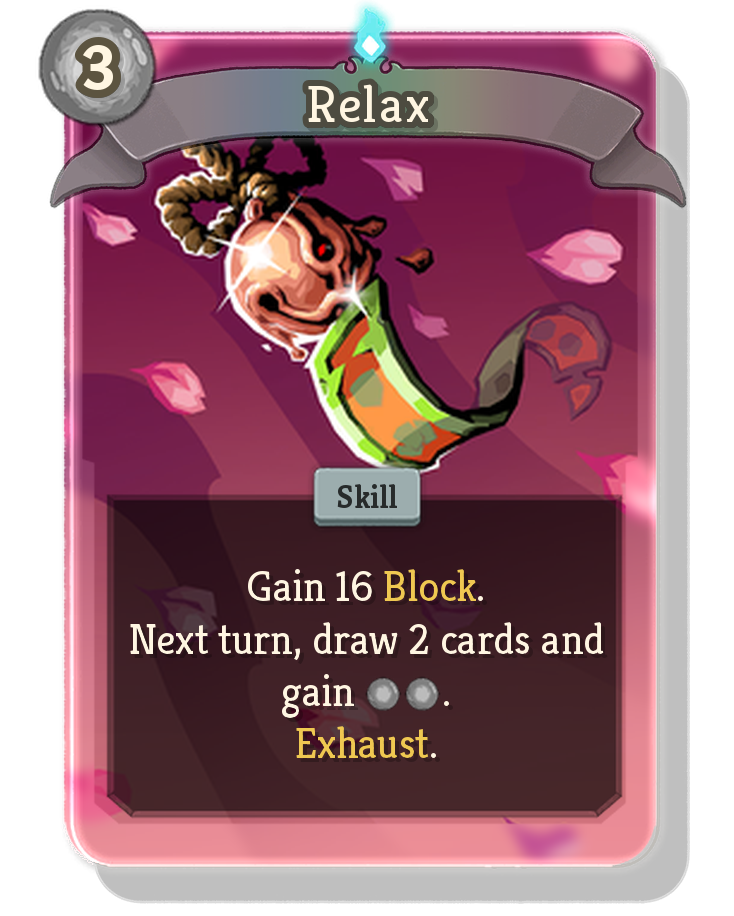 3
Relax
Skill
Gain 16 Block.
Next turn, draw 2 cards and
gain .
Exhaust.